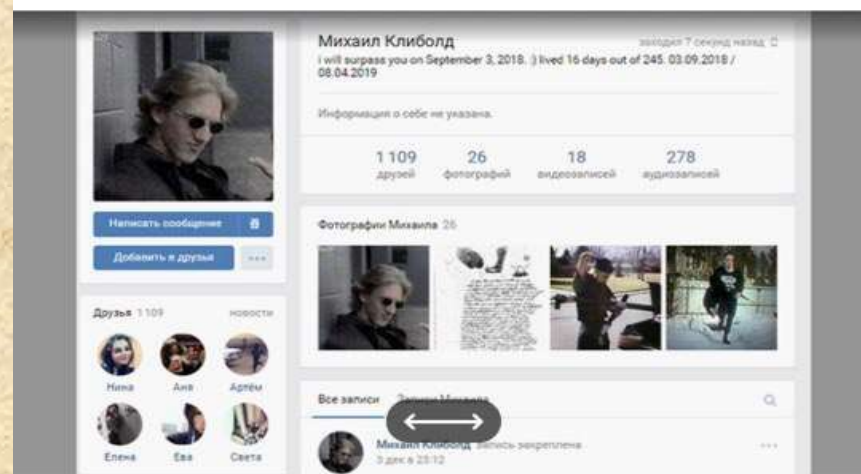 Михаил Клиболд
заходил 7 секунд назад
i will surpass you on September 3, 2018. :) lived 16 days out of 245. 03.09.2018 /
08.04.2019
Информация о себе не указана.
1 109
друзей
26
фотографий
18
видеозаписей
278
аудиозаписей
Написать сообщение
Добавить в друзья
Фотографии Михаила 26
Друзья 1 109
новости
Нина
Аня
Артём
Елена
Ева
Света
Все записи
Записи Михаила
Михаил Клиболд запись закреплена
3 дек в 23:12